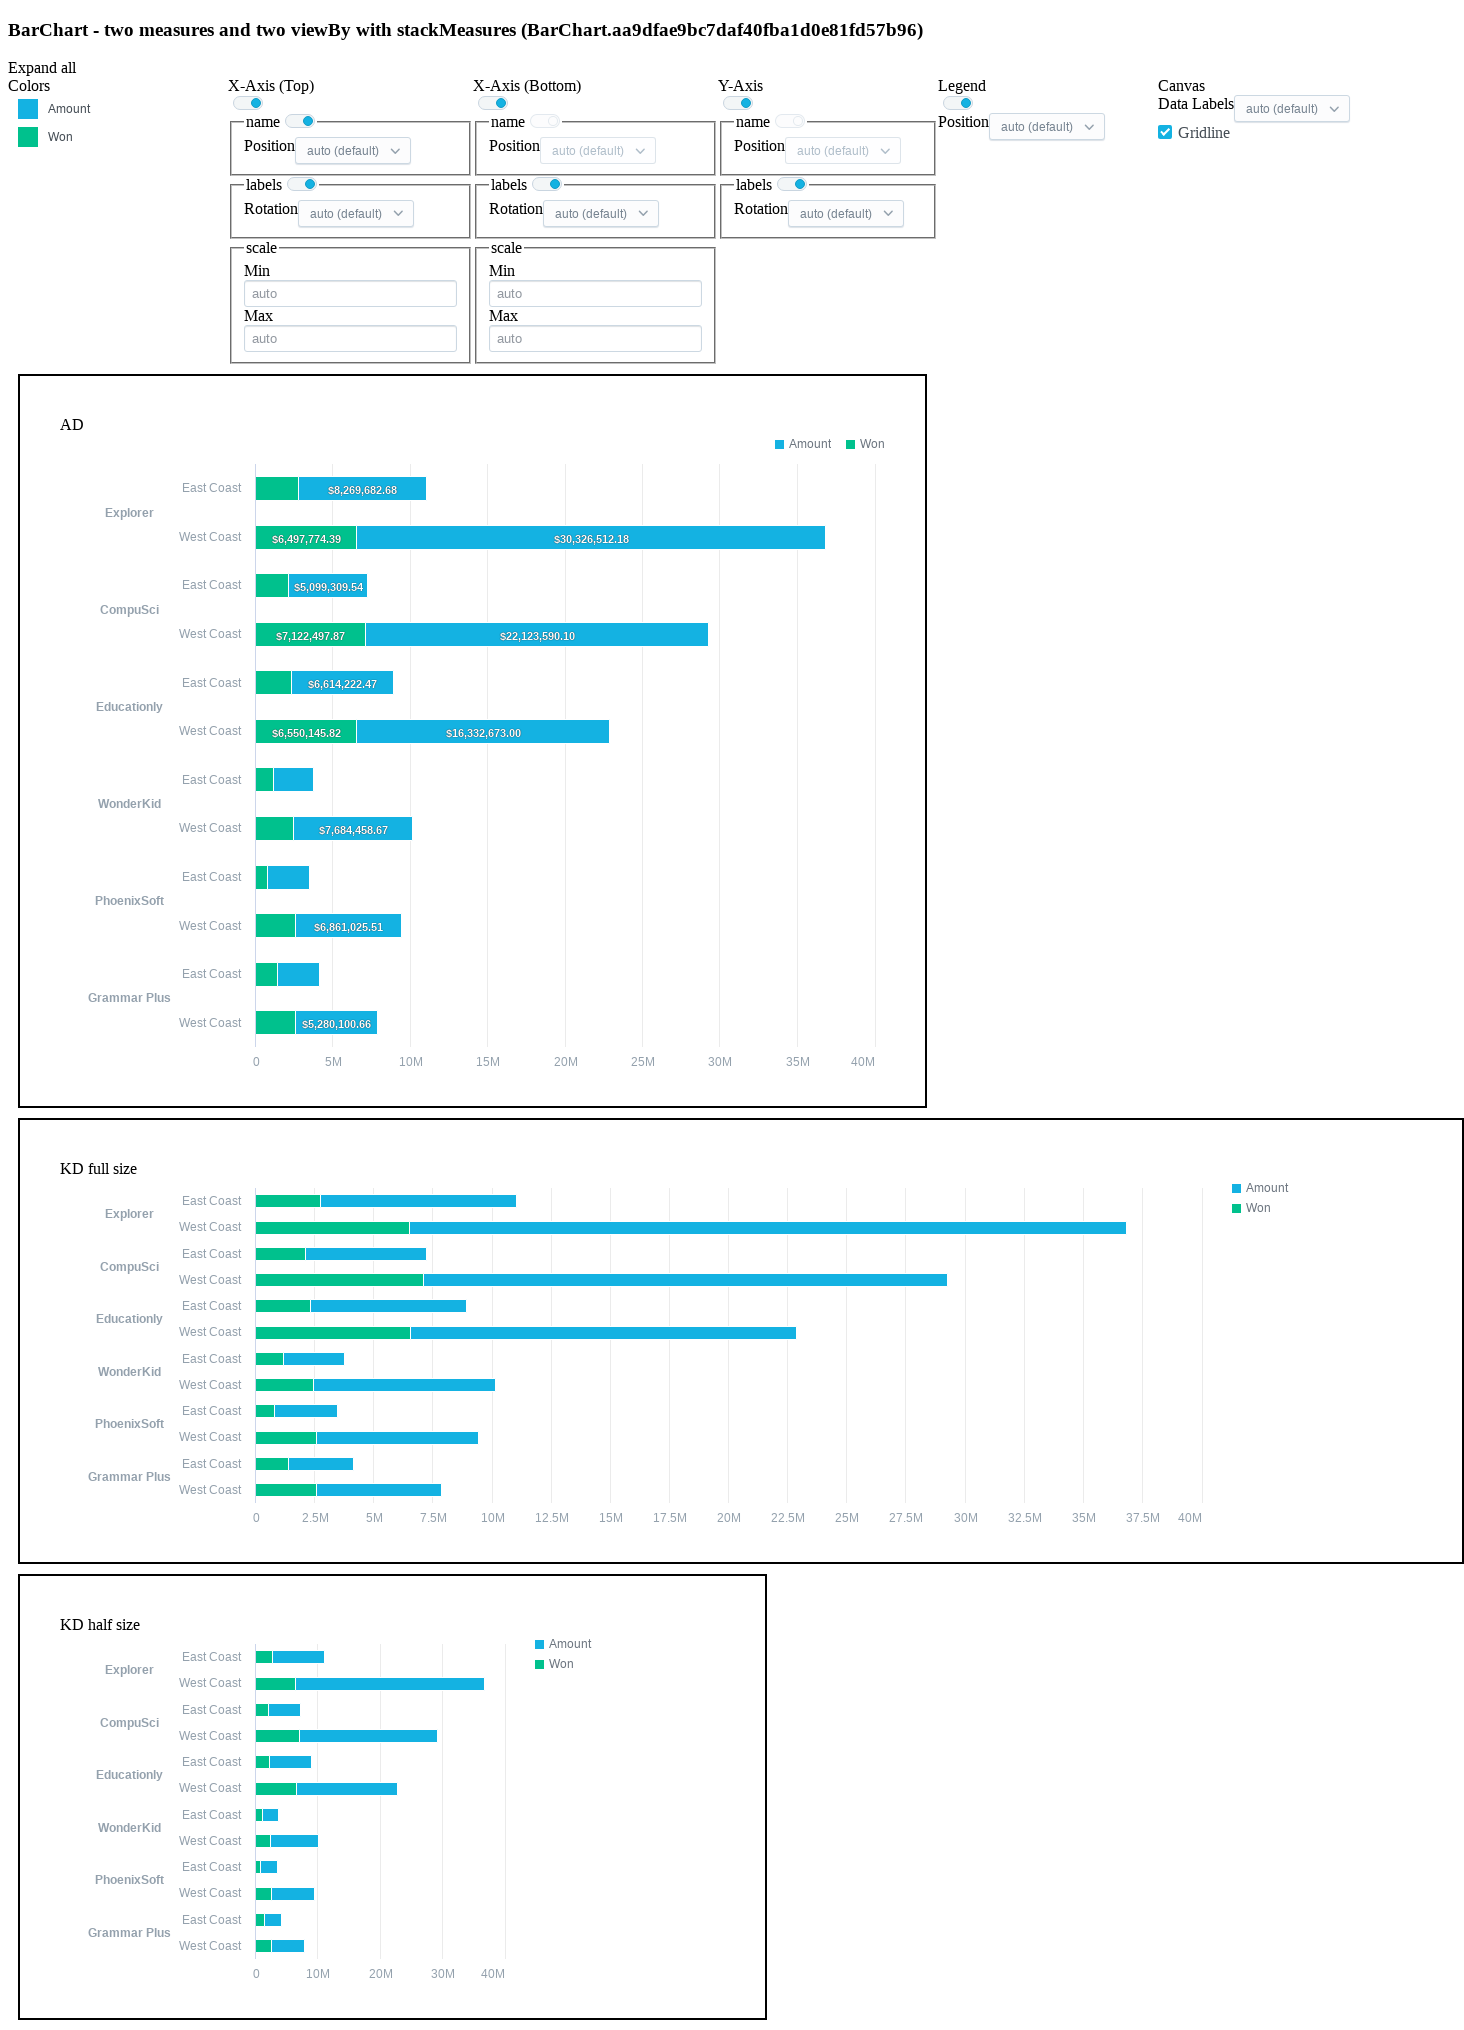 BarChart - two measures and two viewBy with stackMeasures (BarChart.aa9dfae9bc7daf40fba1d0e81fd57b96)
Expand all
Colors
Amount
Won
X-Axis (Top)
name
Position auto (default)
labels
Rotation auto (default)
scale
Min
auto
Max
auto
X-Axis (Bottom)
name
Position auto (default)
labels
Rotation auto (default)
scale
Min
auto
Max
auto
Y-Axis
name
Position auto (default)
labels
Rotation auto (default)
Legend
Position auto (default)
Canvas
Data Labels auto (default)
Gridline
AD
Amount Won
East Coast $8,269,682.68
Explorer
West Coast $6,497,774.39 $30,326,512.18
East Coast $5,099,309.54
CompuSci
West Coast $7,122,497.87 $22,123,590.10
East Coast $6,614,222.47
Educationly
West Coast $6,550,145.82 $16,332,673.00
East Coast
WonderKid
West Coast $7,684,458.67
East Coast
PhoenixSoft
West Coast $6,861,025.51
East Coast
Grammar Plus
West Coast $5,280,100.66
0 5M 10M 15M 20M 25M 30M 35M 40M
KD full size
Amount
Won
East Coast
Explorer
West Coast
East Coast
CompuSci
West Coast
East Coast
Educationly
West Coast
East Coast
WonderKid
West Coast
East Coast
PhoenixSoft
West Coast
East Coast
Grammar Plus
West Coast
0 2.5M 5M 7.5M 10M 12.5M 15M 17.5M 20M 22.5M 25M 27.5M 30M 32.5M 35M 37.5M 40M
KD half size
Amount
Won
East Coast
Explorer
West Coast
East Coast
CompuSci
West Coast
East Coast
Educationly
West Coast
East Coast
WonderKid
West Coast
East Coast
PhoenixSoft
West Coast
East Coast
Grammar Plus
West Coast
0 10M 20M 30M 40M